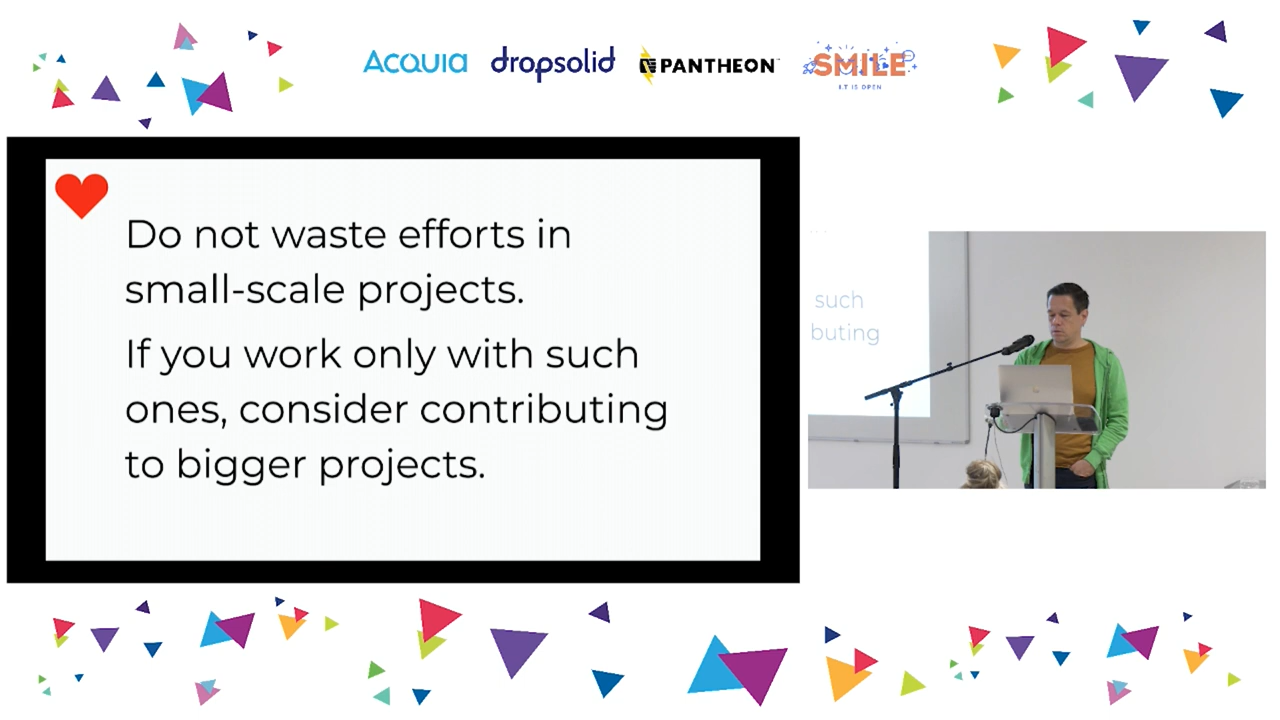 ACQUIA
dropsolid
PANTHEON
SMILE
I.T IS OPEN
Do not waste efforts in
small-scale projects.
If you work only with such
ones, consider contributing
to bigger projects.
such
buting